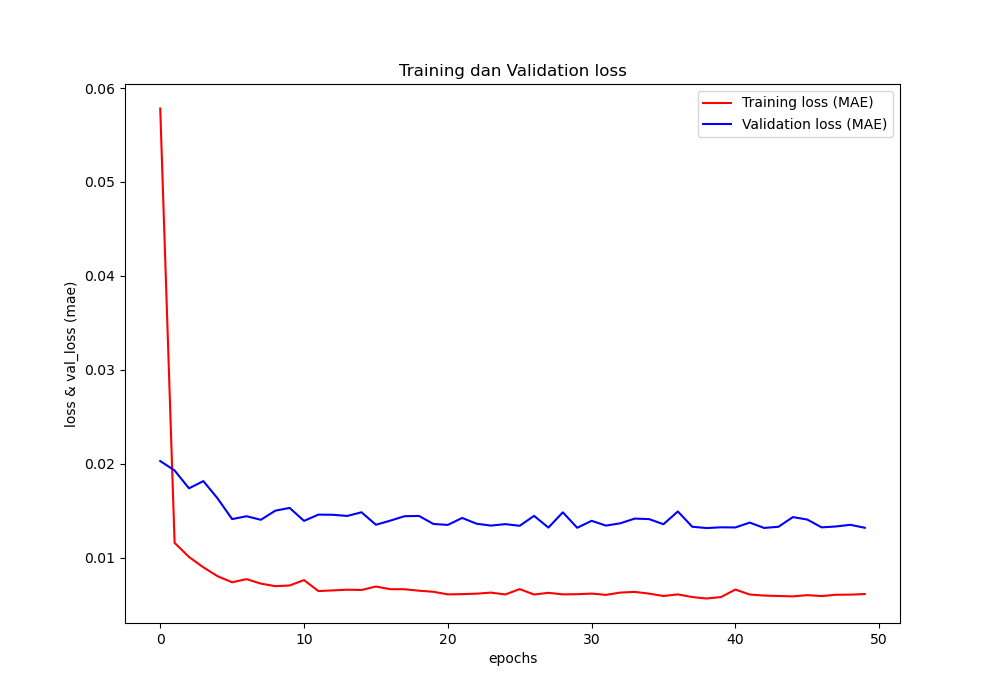 Training dan Validation loss
Training loss (MAE)
Validation loss (MAE)
loss & val_loss (mae)
0.06
0.05
0.04
0.03
0.02
0.01
0 10 20 30 40 50
epochs